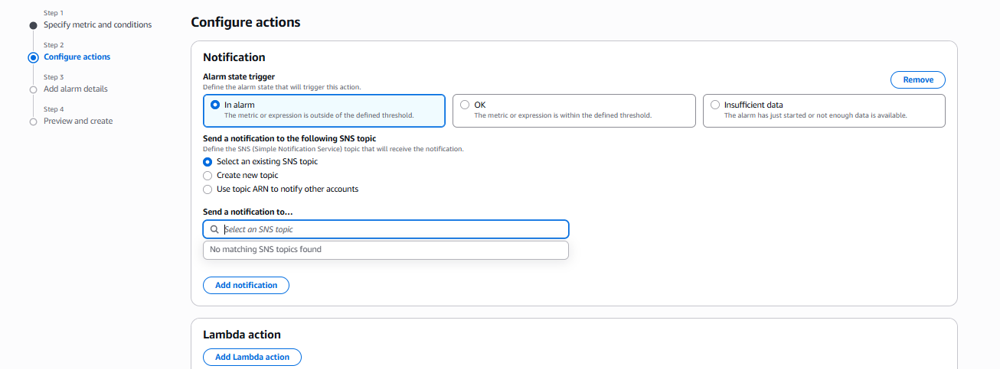 Step 1
Specify metric and conditions
Step 2
Configure actions
Step 3
Add alarm details
Step 4
Preview and create
Configure actions
Notification
Alarm state trigger
Define the alarm state that will trigger this action.
Remove
In alarm
The metric or expression is outside of the defined threshold.
OK
The metric or expression is within the defined threshold.
Insufficient data
The alarm has just started or not enough data is available.
Send a notification to the following SNS topic
Define the SNS (Simple Notification Service) topic that will receive the notification.
Select an existing SNS topic
Create new topic
Use topic ARN to notify other accounts
Send a notification to...
Select an SNS topic
No matching SNS topics found
Add notification
Lambda action
Add Lambda action